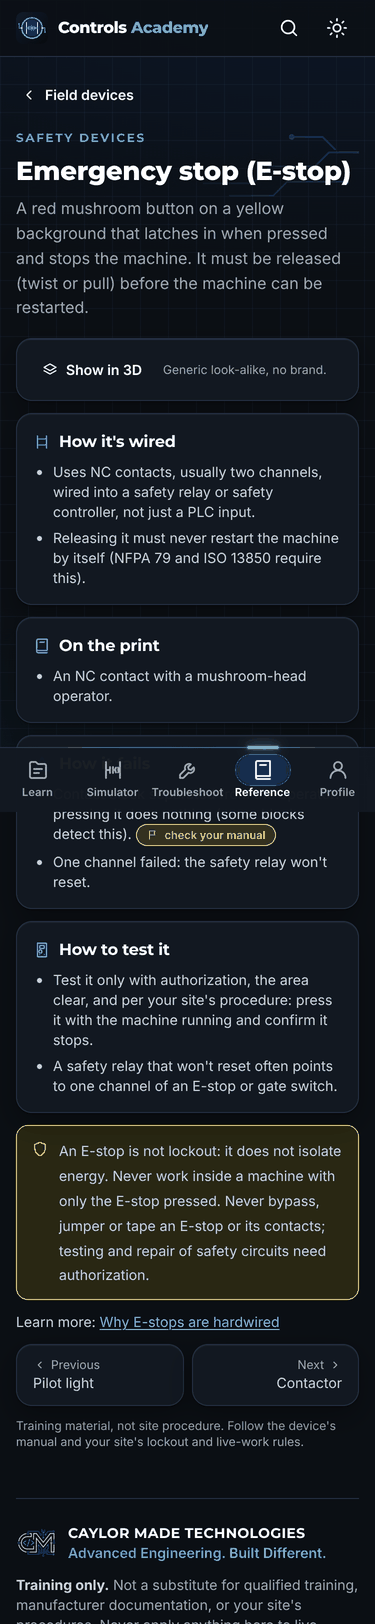 Controls Academy
Field devices
SAFETY DEVICES
Emergency stop (E-stop)
A red mushroom button on a yellow
background that latches in when pressed
and stops the machine. It must be released
(twist or pull) before the machine can be
restarted.
Show in 3D Generic look-alike, no brand.
How it's wired
• Uses NC contacts, usually two channels,
wired into a safety relay or safety
controller, not just a PLC input.
• Releasing it must never restart the machine
by itself (NFPA 79 and ISO 13850 require
this).
On the print
• An NC contact with a mushroom-head
operator.
Learn Simulator Troubleshoot Reference Profile
pressing it does nothing (some blocks
detect this). check your manual
• One channel failed: the safety relay won't
reset.
How to test it
• Test it only with authorization, the area
clear, and per your site's procedure: press
it with the machine running and confirm it
stops.
• A safety relay that won't reset often points
to one channel of an E-stop or gate switch.
An E-stop is not lockout: it does not isolate
energy. Never work inside a machine with
only the E-stop pressed. Never bypass,
jumper or tape an E-stop or its contacts;
testing and repair of safety circuits need
authorization.
Learn more: Why E-stops are hardwired
Previous
Pilot light
Next
Contactor
Training material, not site procedure. Follow the device's
manual and your site's lockout and live-work rules.
CAYLOR MADE TECHNOLOGIES
Advanced Engineering. Built Different.
Training only. Not a substitute for qualified training,
manufacturer documentation, or your site's